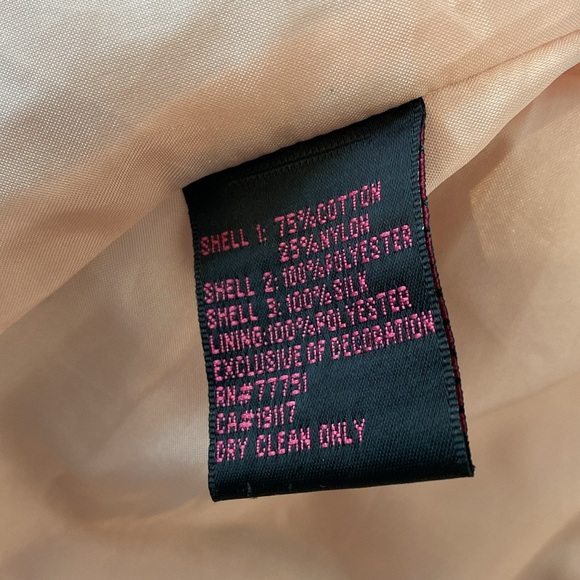 SHELL 1: 75%COTTON
25%NYLON
SHELL 2:100%POLYESTER
SHELL 3:100%SILK
LINING:100%POLYESTER
EXCLUSIVE OF DECORATION
RN#77751
CA#19117
DRY CLEAN ONLY